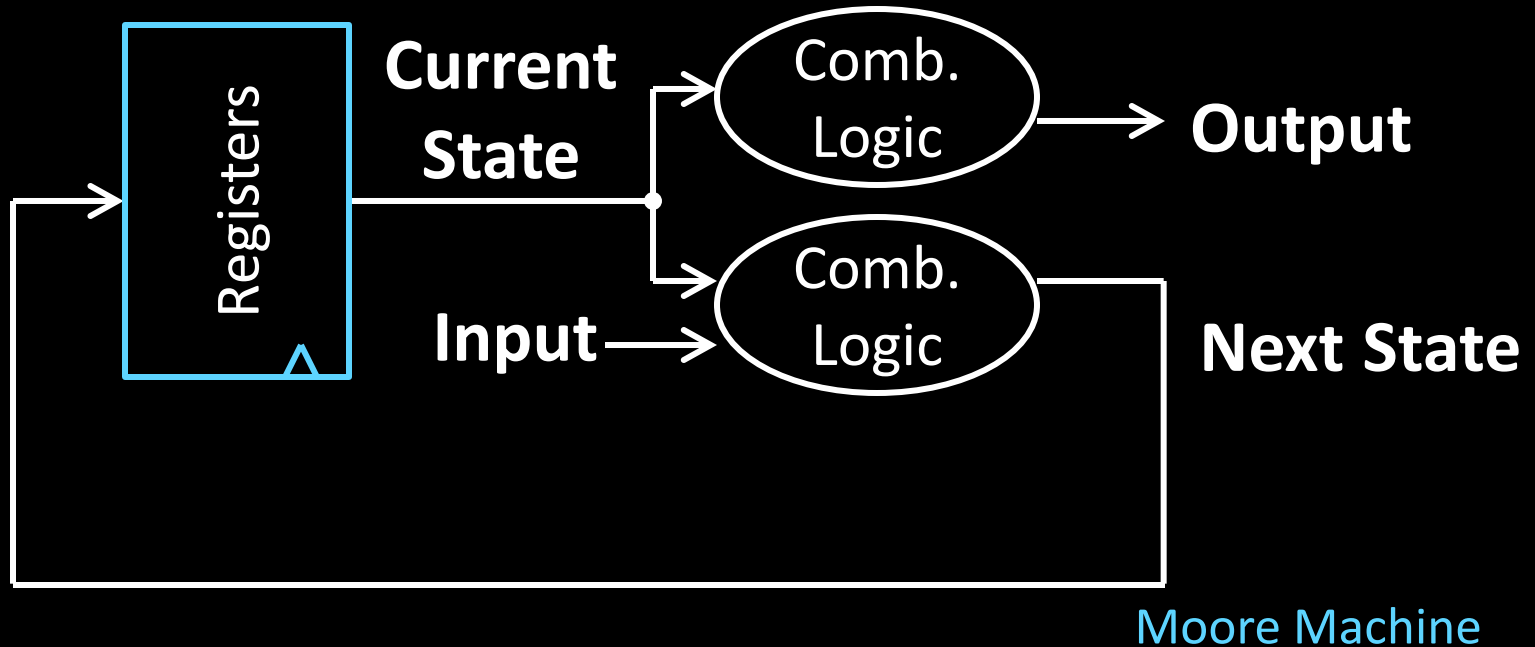 Registers
Current
State
Comb.
Logic
Output
Input
Comb.
Logic
Next State
Moore Machine